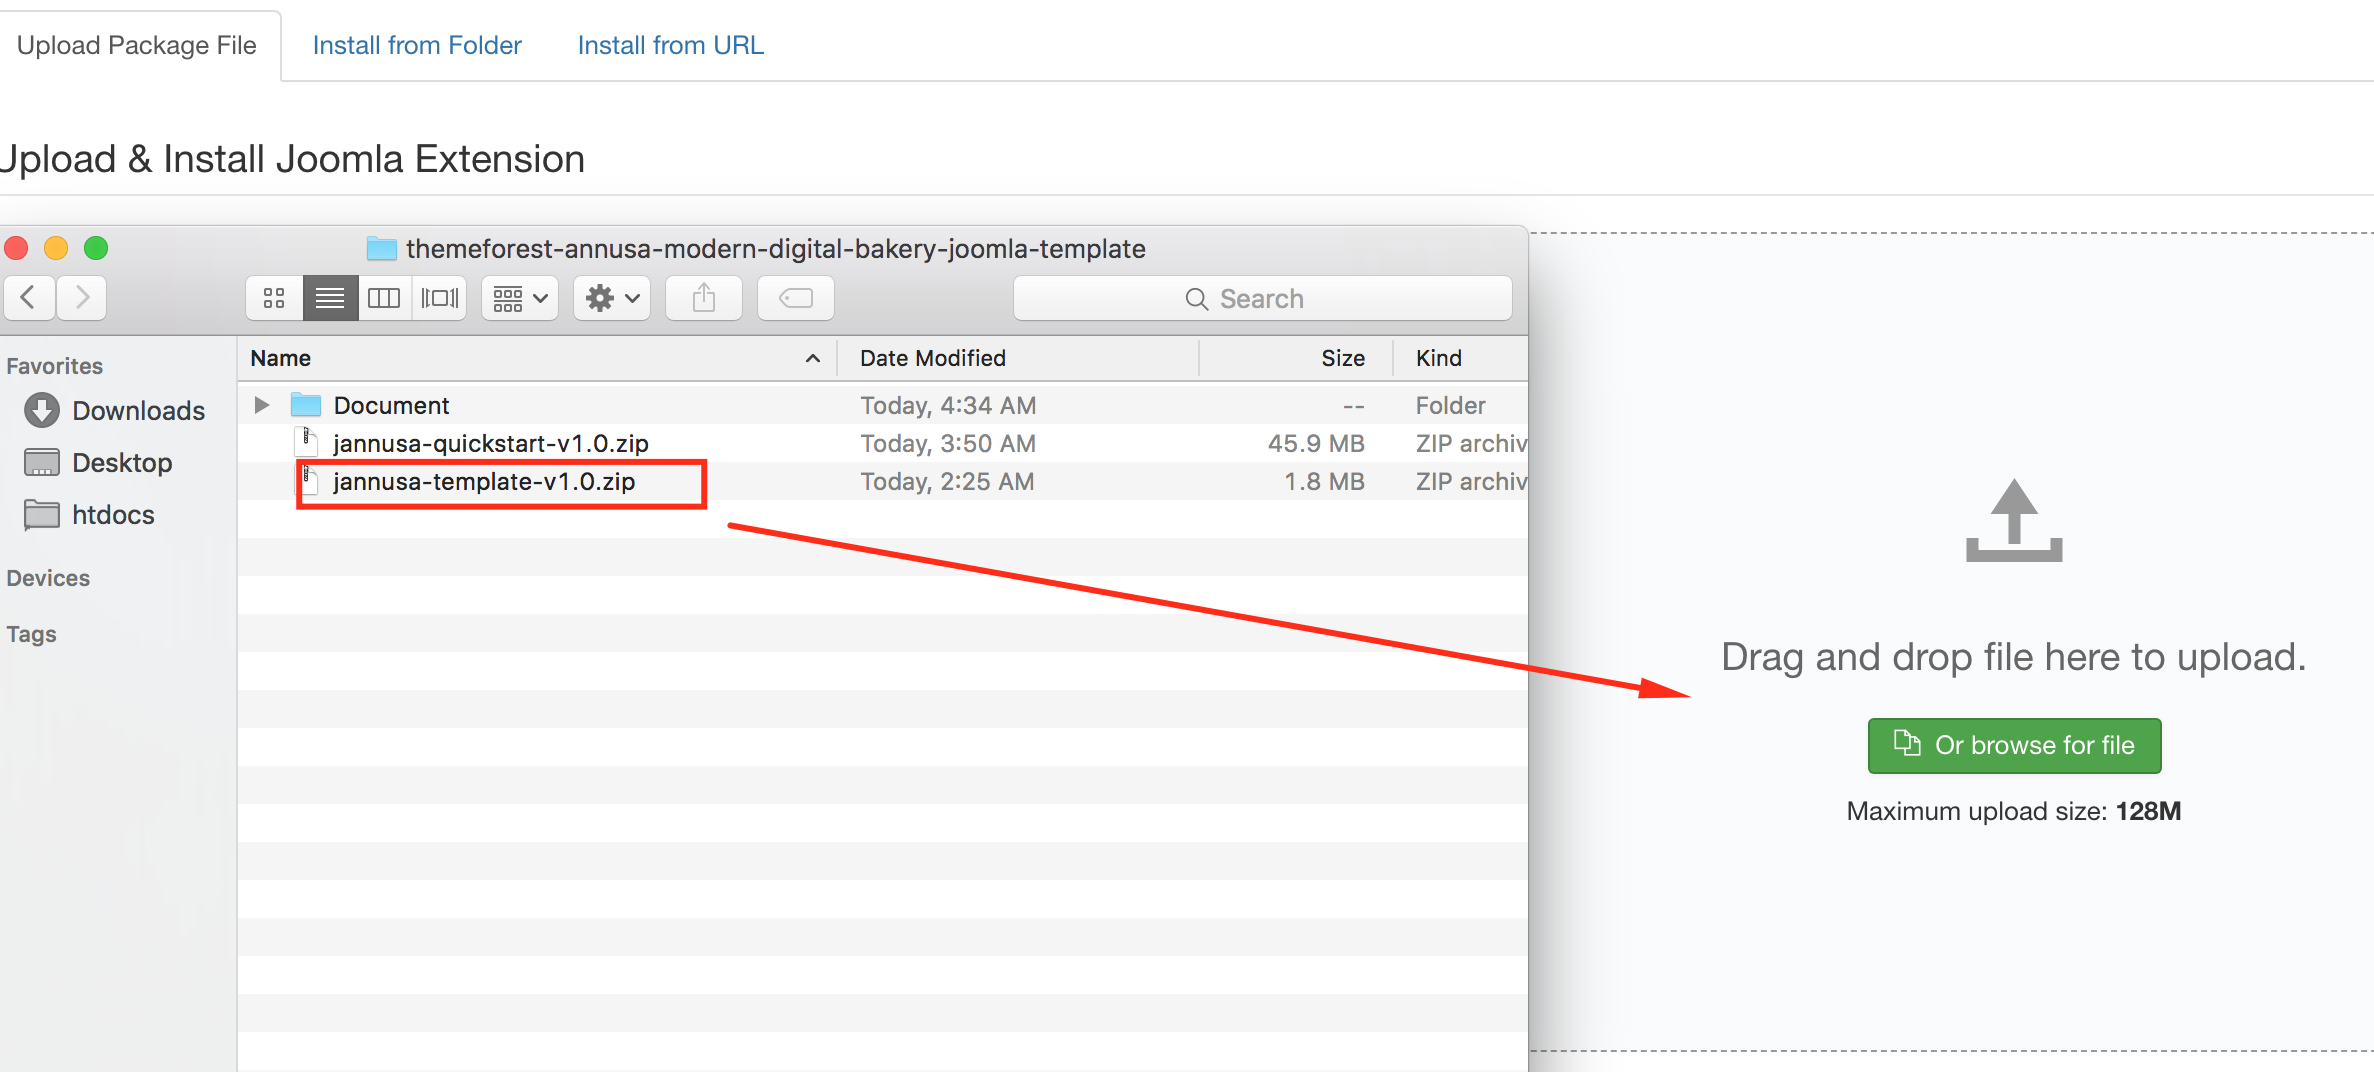 Upload Package File Install from Folder Install from URL
Upload & Install Joomla Extension
themeforest-annusa-modern-digital-bakery-joomla-template
Search
Favorites
Downloads
Desktop
htdocs
Devices
Tags
Name Date Modified Size Kind
Document Today, 4:34 AM -- Folder
jannusa-quickstart-v1.0.zip Today, 3:50 AM 45.9 MB ZIP archiv
jannusa-template-v1.0.zip Today, 2:25 AM 1.8 MB ZIP archiv
Drag and drop file here to upload.
Or browse for file
Maximum upload size: 128M